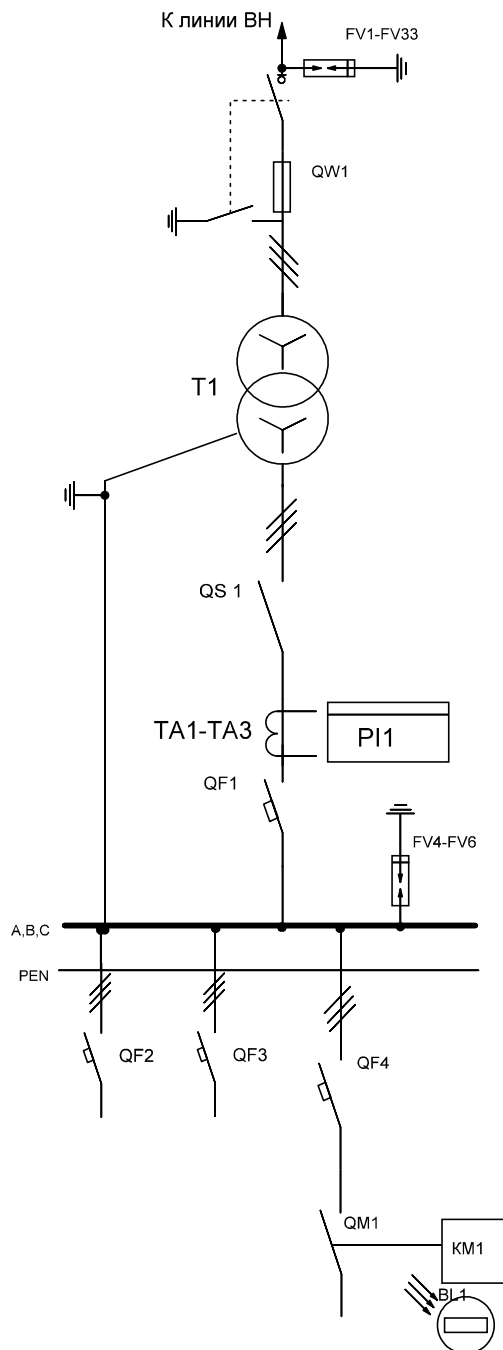 К линии ВН
FV1-FV33
QW1
T1
QS 1
TA1-TA3
PI1
QF1
FV4-FV6
A,B,C
PEN
QF2
QF3
QF4
QM1
KM1
BL1